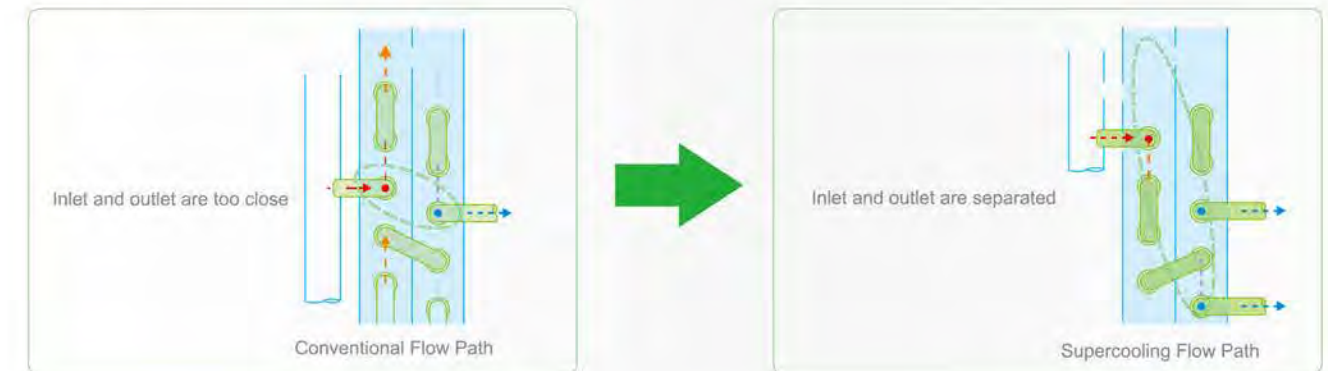 Inlet and outlet are too close
Conventional Flow Path
Inlet and outlet are separated
Supercooling Flow Path